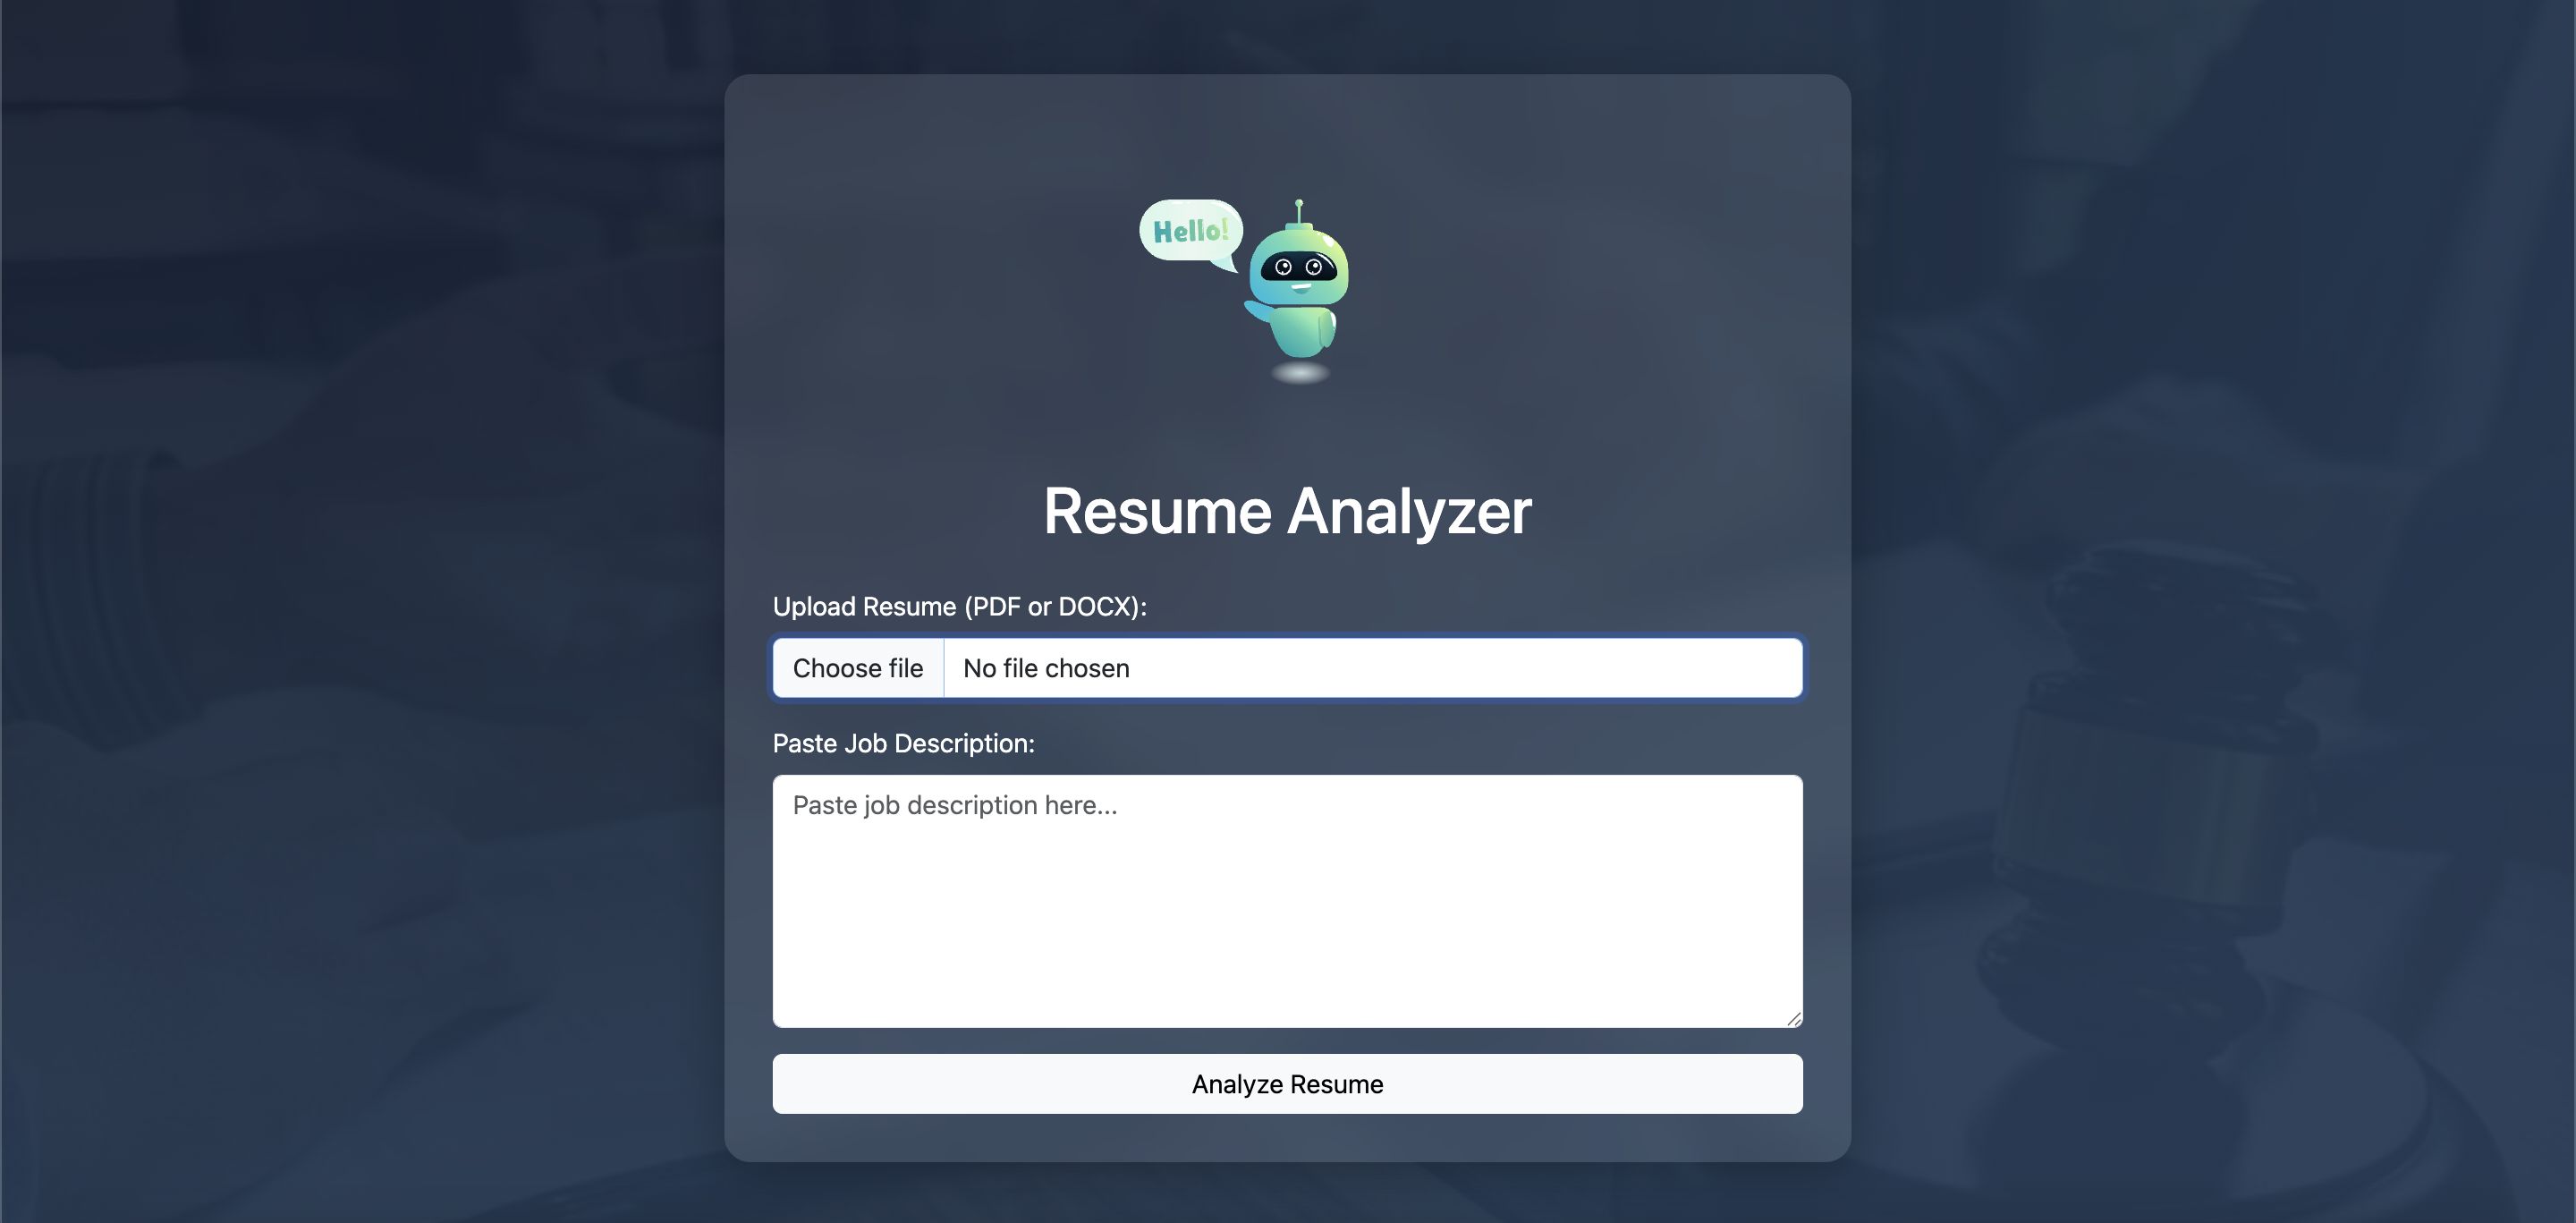 Hello!
Resume Analyzer
Upload Resume (PDF or DOCX):
Choose file No file chosen
Paste Job Description:
Paste job description here...
Analyze Resume